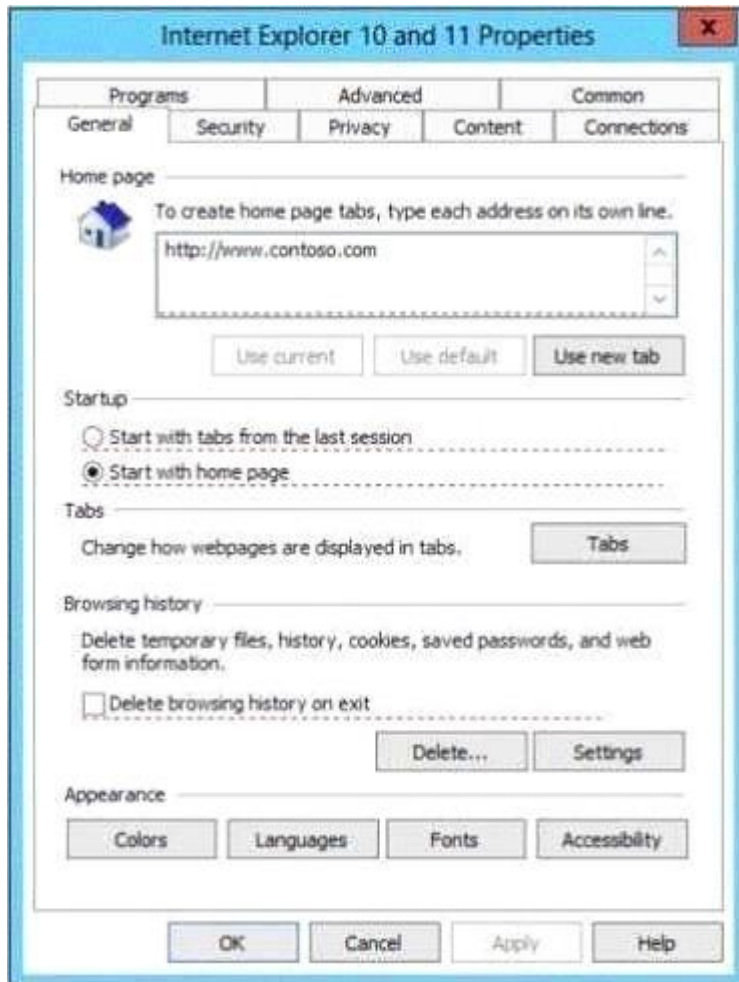 Internet Explorer 10 and 11 Properties
x
Programs Advanced Common
General Security Privacy Content Connections
Home page
To create home page tabs, type each address on its own line.
http://www.contoso.com
Use current Use default Use new tab
Startup
Start with tabs from the last session
Start with home page
Tabs
Change how webpages are displayed in tabs. Tabs
Browsing history
Delete temporary files, history, cookies, saved passwords, and web
form information.
Delete browsing history on exit
Delete... Settings
Appearance
Colors Languages Fonts Accessibility
OK Cancel Apply Help